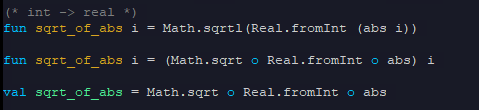 (* int -> real *)
fun sqrt_of_abs i = Math.sqrtl(Real.fromInt (abs i))
fun sqrt_of_abs i = (Math.sqrt o Real.fromInt o abs) i
val sqrt_of_abs = Math.sqrt o Real.fromInt o abs